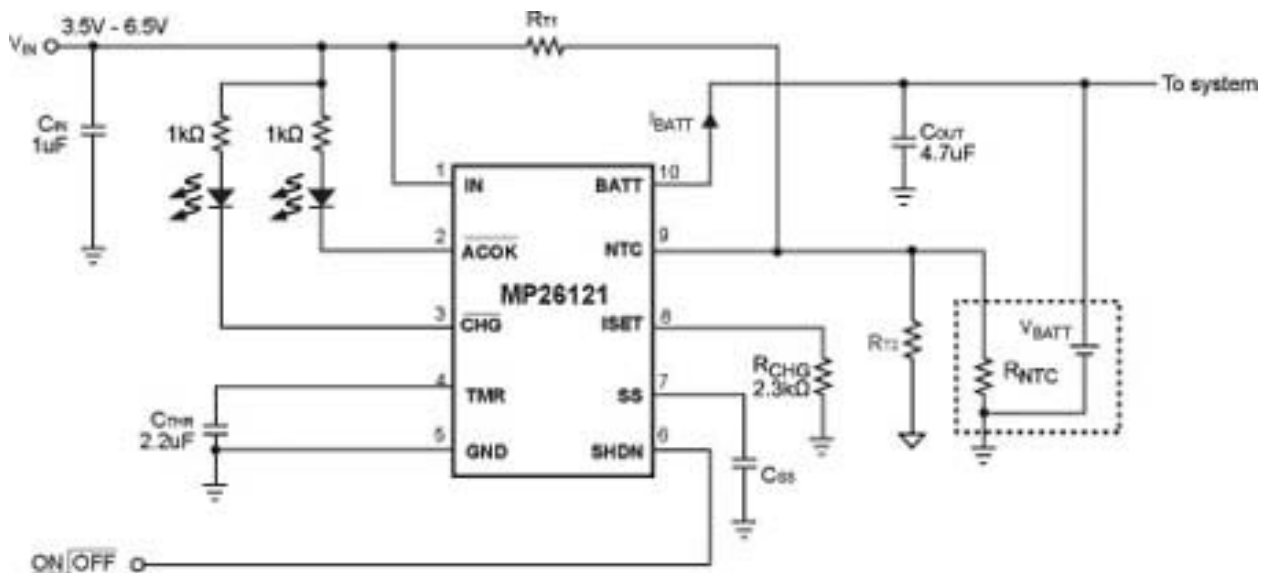 3.5V - 6.5V
VIN
RT1
To system
CIN
1uF
1kΩ
1kΩ
IBATT
COUT
4.7uF
1
IN
BATT
10
2
ACOK
NTC
9
MP26121
3
CHG
ISET
8
RCHG
2.3kΩ
RT2
VBATT
RNTC
4
TMR
SS
7
CTMR
2.2uF
5
GND
SHDN
6
CSS
ON/OFF